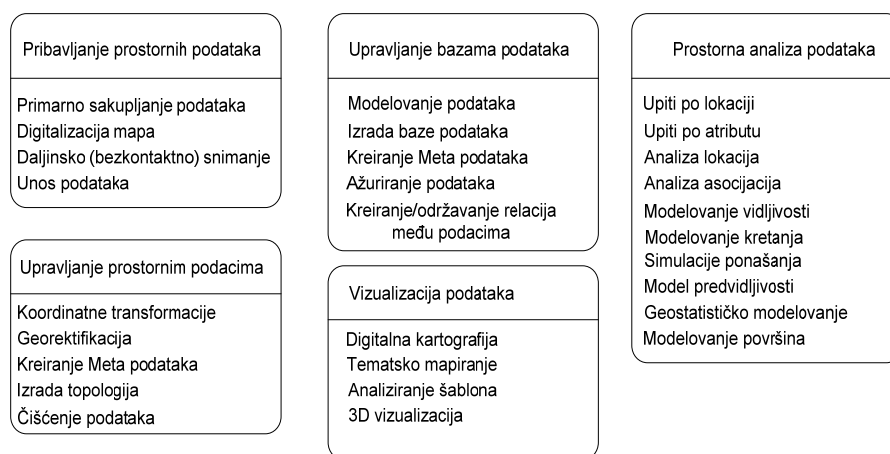 Pribavljanje prostornih podataka
Primarno sakupljanje podataka
Digitalizacija mapa
Daljinsko (bezkontaktno) snimanje
Unos podataka
Upravljanje prostornim podacima
Koordinatne transformacije
Georektifikacija
Kreiranje Meta podataka
Izrada topologija
Čišćenje podataka
Upravljanje bazama podataka
Modelovanje podataka
Izrada baze podataka
Kreiranje Meta podataka
Ažuriranje podataka
Kreiranje/održavanje relacija
među podacima
Vizualizacija podataka
Digitalna kartografija
Tematsko mapiranje
Analiziranje šablona
3D vizualizacija
Prostorna analiza podataka
Upiti po lokaciji
Upiti po atributu
Analiza lokacija
Analiza asocijacija
Modelovanje vidljivosti
Modelovanje kretanja
Simulacije ponašanja
Model predvidljivosti
Geostatističko modelovanje
Modelovanje površina